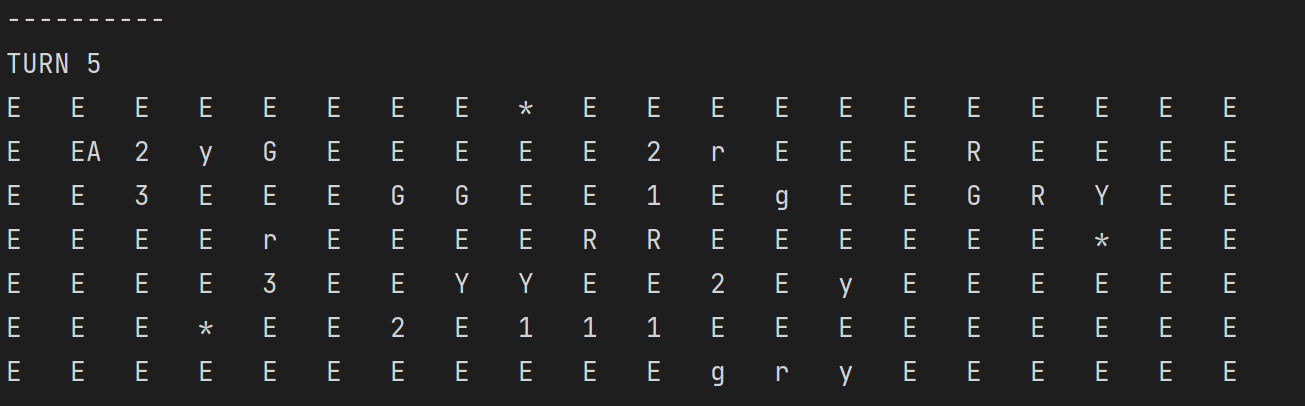 ----------
TURN 5
E E E E E E E E * E E E E E E E E E E E
E EA 2 y G E E E E E 2 r E E E R E E E E
E E 3 E E E G G E E 1 E g E E G R Y E E
E E E E r E E E E R R E E E E E E * E E
E E E E 3 E E Y Y E E 2 E y E E E E E E
E E E * E E 2 E 1 1 1 E E E E E E E E E
E E E E E E E E E E E g r y E E E E E E